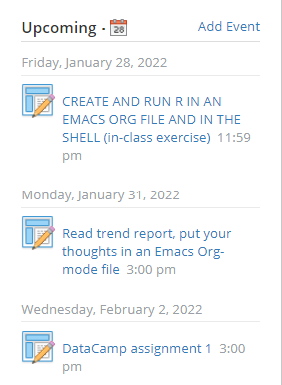 Upcoming · Add Event
Friday, January 28, 2022
CREATE AND RUN R IN AN
EMACS ORG FILE AND IN THE
SHELL (in-class exercise) 11:59
pm
Monday, January 31, 2022
Read trend report, put your
thoughts in an Emacs Org-
mode file 3:00 pm
Wednesday, February 2, 2022
DataCamp assignment 1 3:00
pm